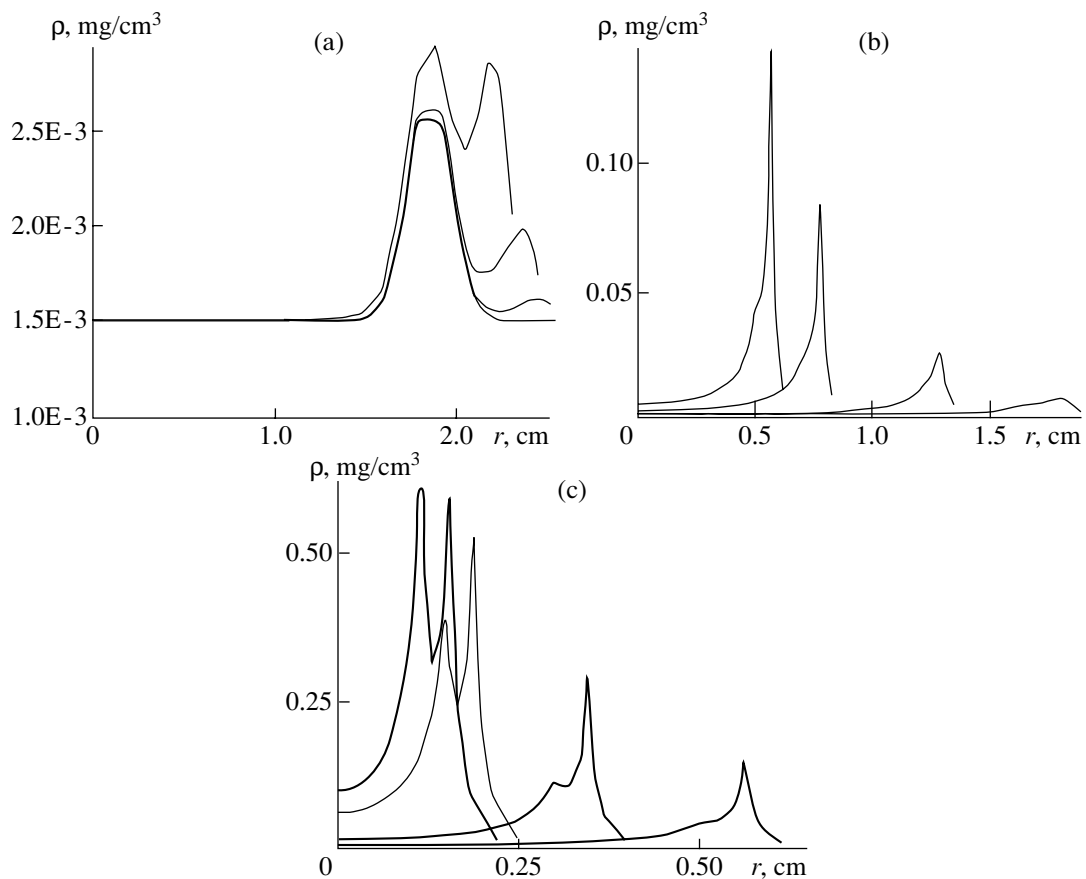 ρ, mg/cm³
(a)
2.5E-3
2.0E-3
1.5E-3
1.0E-3
0
1.0
2.0
r, cm
ρ, mg/cm³
(b)
0.10
0.05
0
0.5
1.0
1.5
r, cm
ρ, mg/cm³
(c)
0.50
0.25
0
0.25
0.50
r, cm